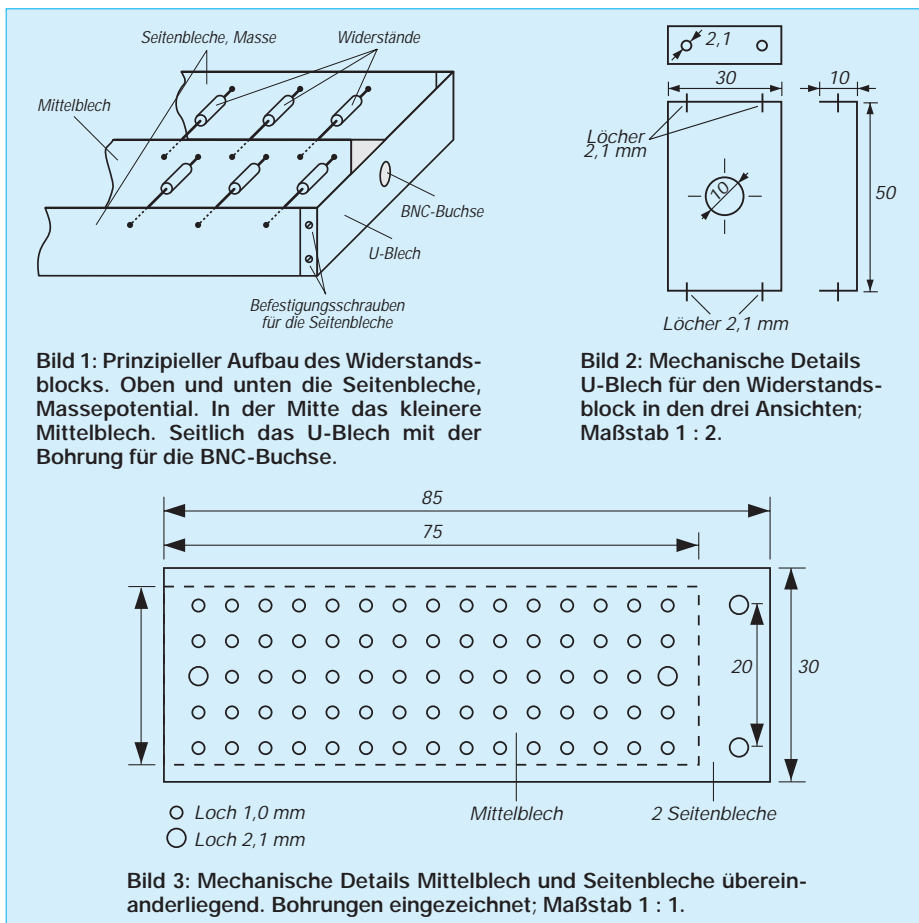 Seitenbleche, Masse
Widerstände
Mittelblech
BNC-Buchse
U-Blech
Befestigungsschrauben
für die Seitenbleche
2,1
30
10
Löcher
2,1 mm
10
50
Löcher 2,1 mm
Bild 1: Prinzipieller Aufbau des Widerstands-
blocks. Oben und unten die Seitenbleche,
Massepotential. In der Mitte das kleinere
Mittelblech. Seitlich das U-Blech mit der
Bohrung für die BNC-Buchse.
Bild 2: Mechanische Details
U-Blech für den Widerstands-
block in den drei Ansichten;
Maßstab 1 : 2.
85
75
20
30
Loch 1,0 mm
Loch 2,1 mm
Mittelblech
2 Seitenbleche
Bild 3: Mechanische Details Mittelblech und Seitenbleche überein-
anderliegend. Bohrungen eingezeichnet; Maßstab 1 : 1.